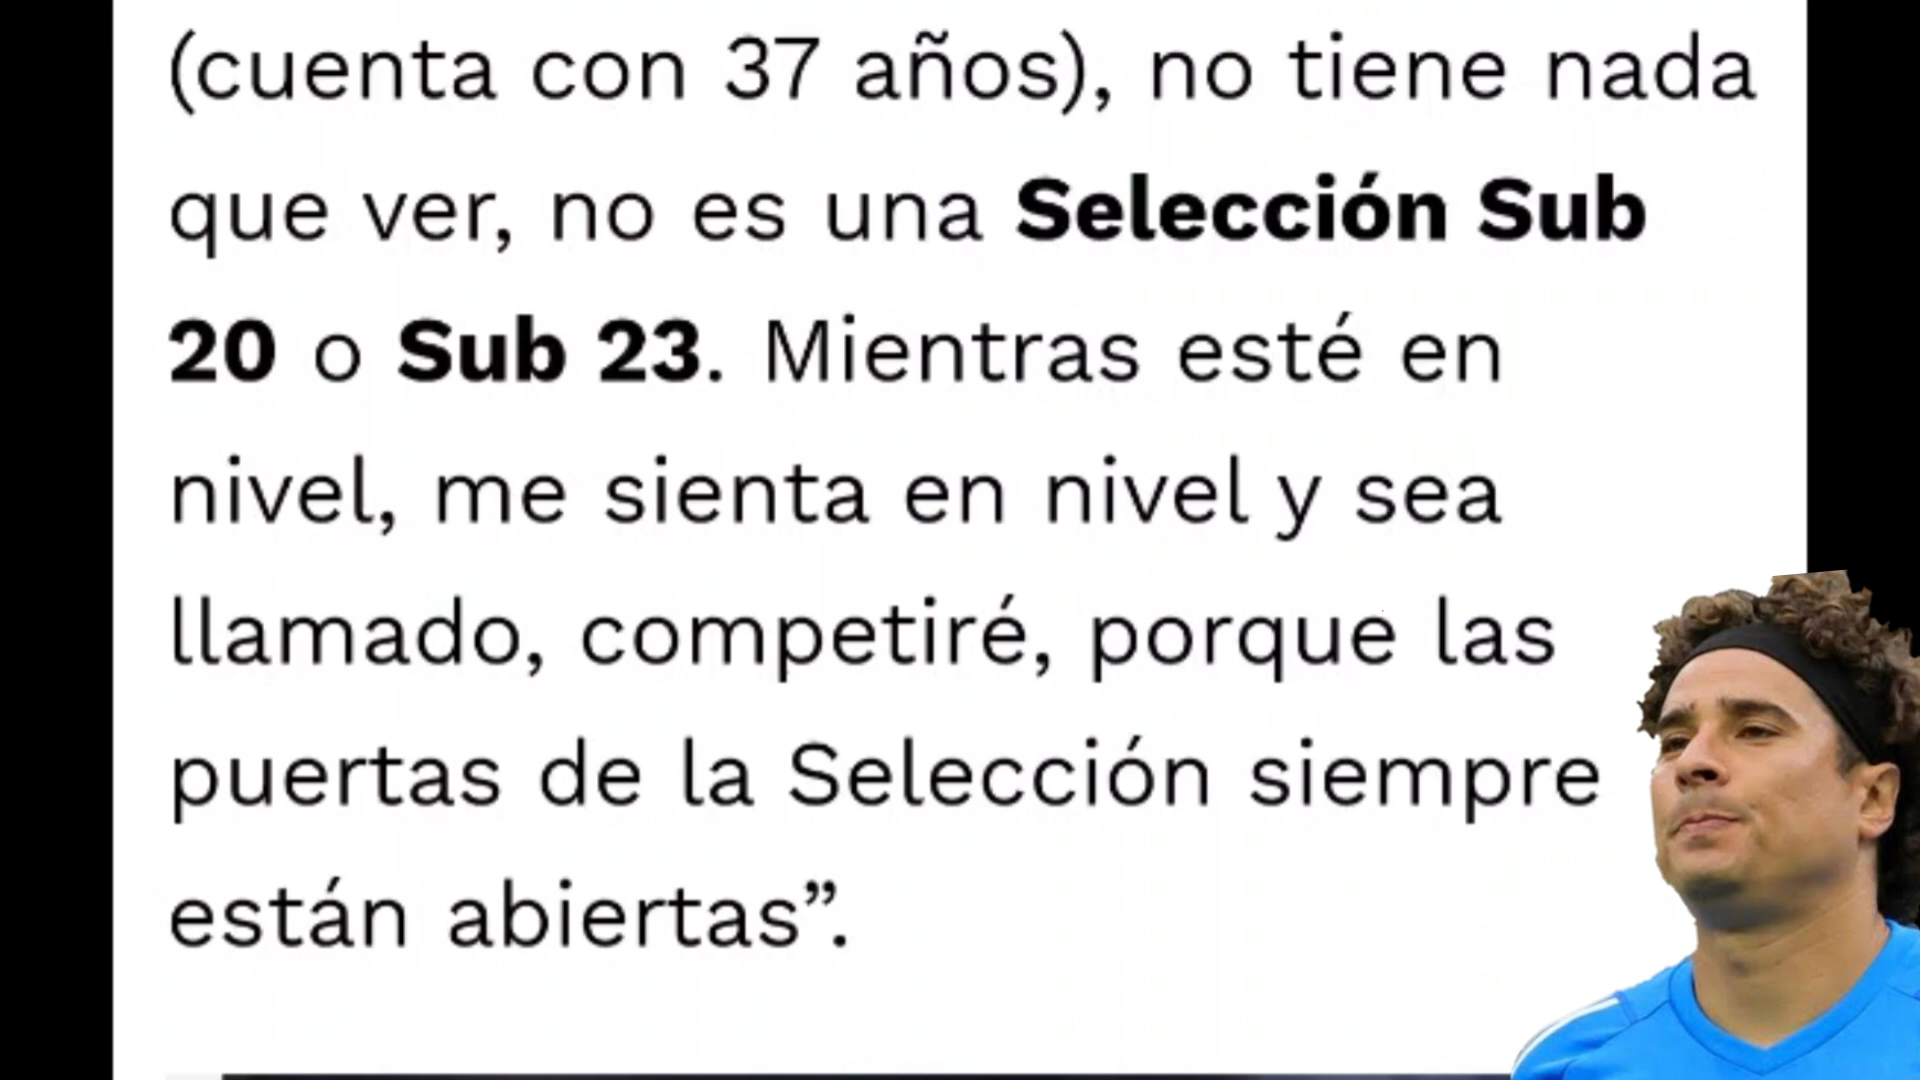 (cuenta con 37 años), no tiene nada
que ver, no es una Selección Sub
20 o Sub 23. Mientras esté en
nivel, me sienta en nivel y sea
llamado, competiré, porque las
puertas de la Selección siempre
están abiertas”.